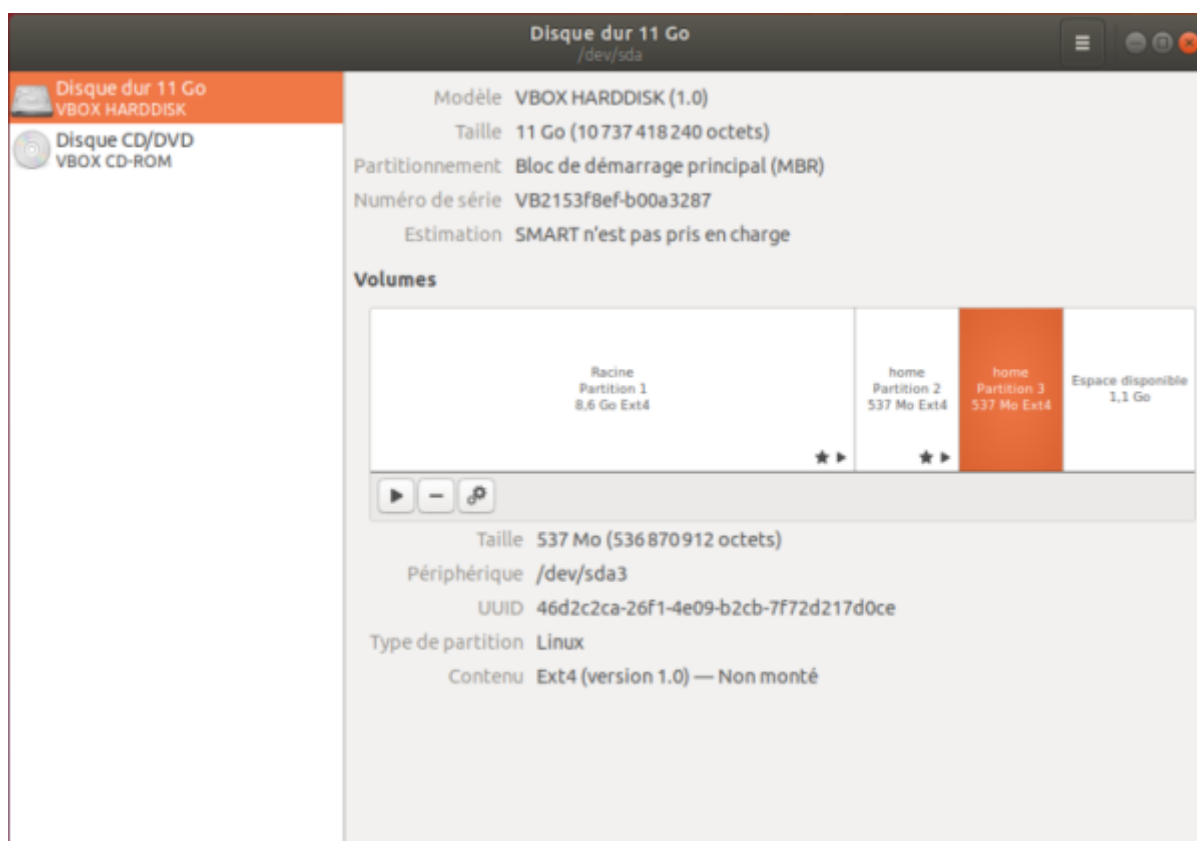 Disque dur 11 Go
/dev/sda
Disque dur 11 Go
VBOX HARDDISK
Disque CD/DVD
VBOX CD-ROM
Modèle VBOX HARDDISK (1.0)
Taille 11 Go (10 737 418 240 octets)
Partitionnement Bloc de démarrage principal (MBR)
Numéro de série VB2153f8ef-b00a3287
Estimation SMART n'est pas pris en charge
Volumes
Racine
Partition 1
8,6 Go Ext4
home
Partition 2
537 Mo Ext4
home
Partition 3
537 Mo Ext4
Espace disponible
1,1 Go
Taille 537 Mo (536 870 912 octets)
Périphérique /dev/sda3
UUID 46d2c2ca-26f1-4e09-b2cb-7f72d217d0ce
Type de partition Linux
Contenu Ext4 (version 1.0) — Non monté